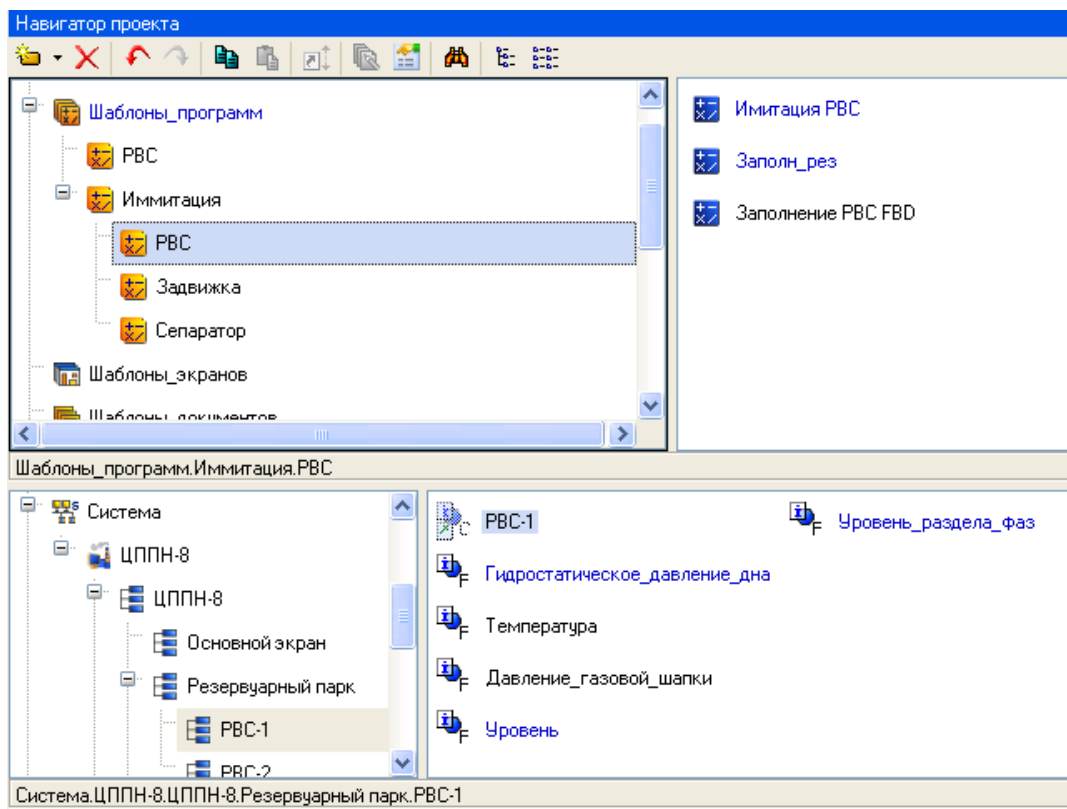 Навигатор проекта
Шаблоны_программ
РВС
Иммитация
РВС
Задвижка
Сепаратор
Шаблоны_экранов
Шаблоны_документов
Имитация РВС
Заполн_рез
Заполнение РВС FBD
Шаблоны_программ.Иммитация.РВС
Система
ЦППН-8
ЦППН-8
Основной экран
Резервуарный парк
РВС-1
РВС-2
РВС-1
Гидростатическое_давление_дна
Температура
Давление_газовой_шапки
Уровень
Уровень_раздела_фаз
Система.ЦППН-8.ЦППН-8.Резервуарный парк.РВС-1